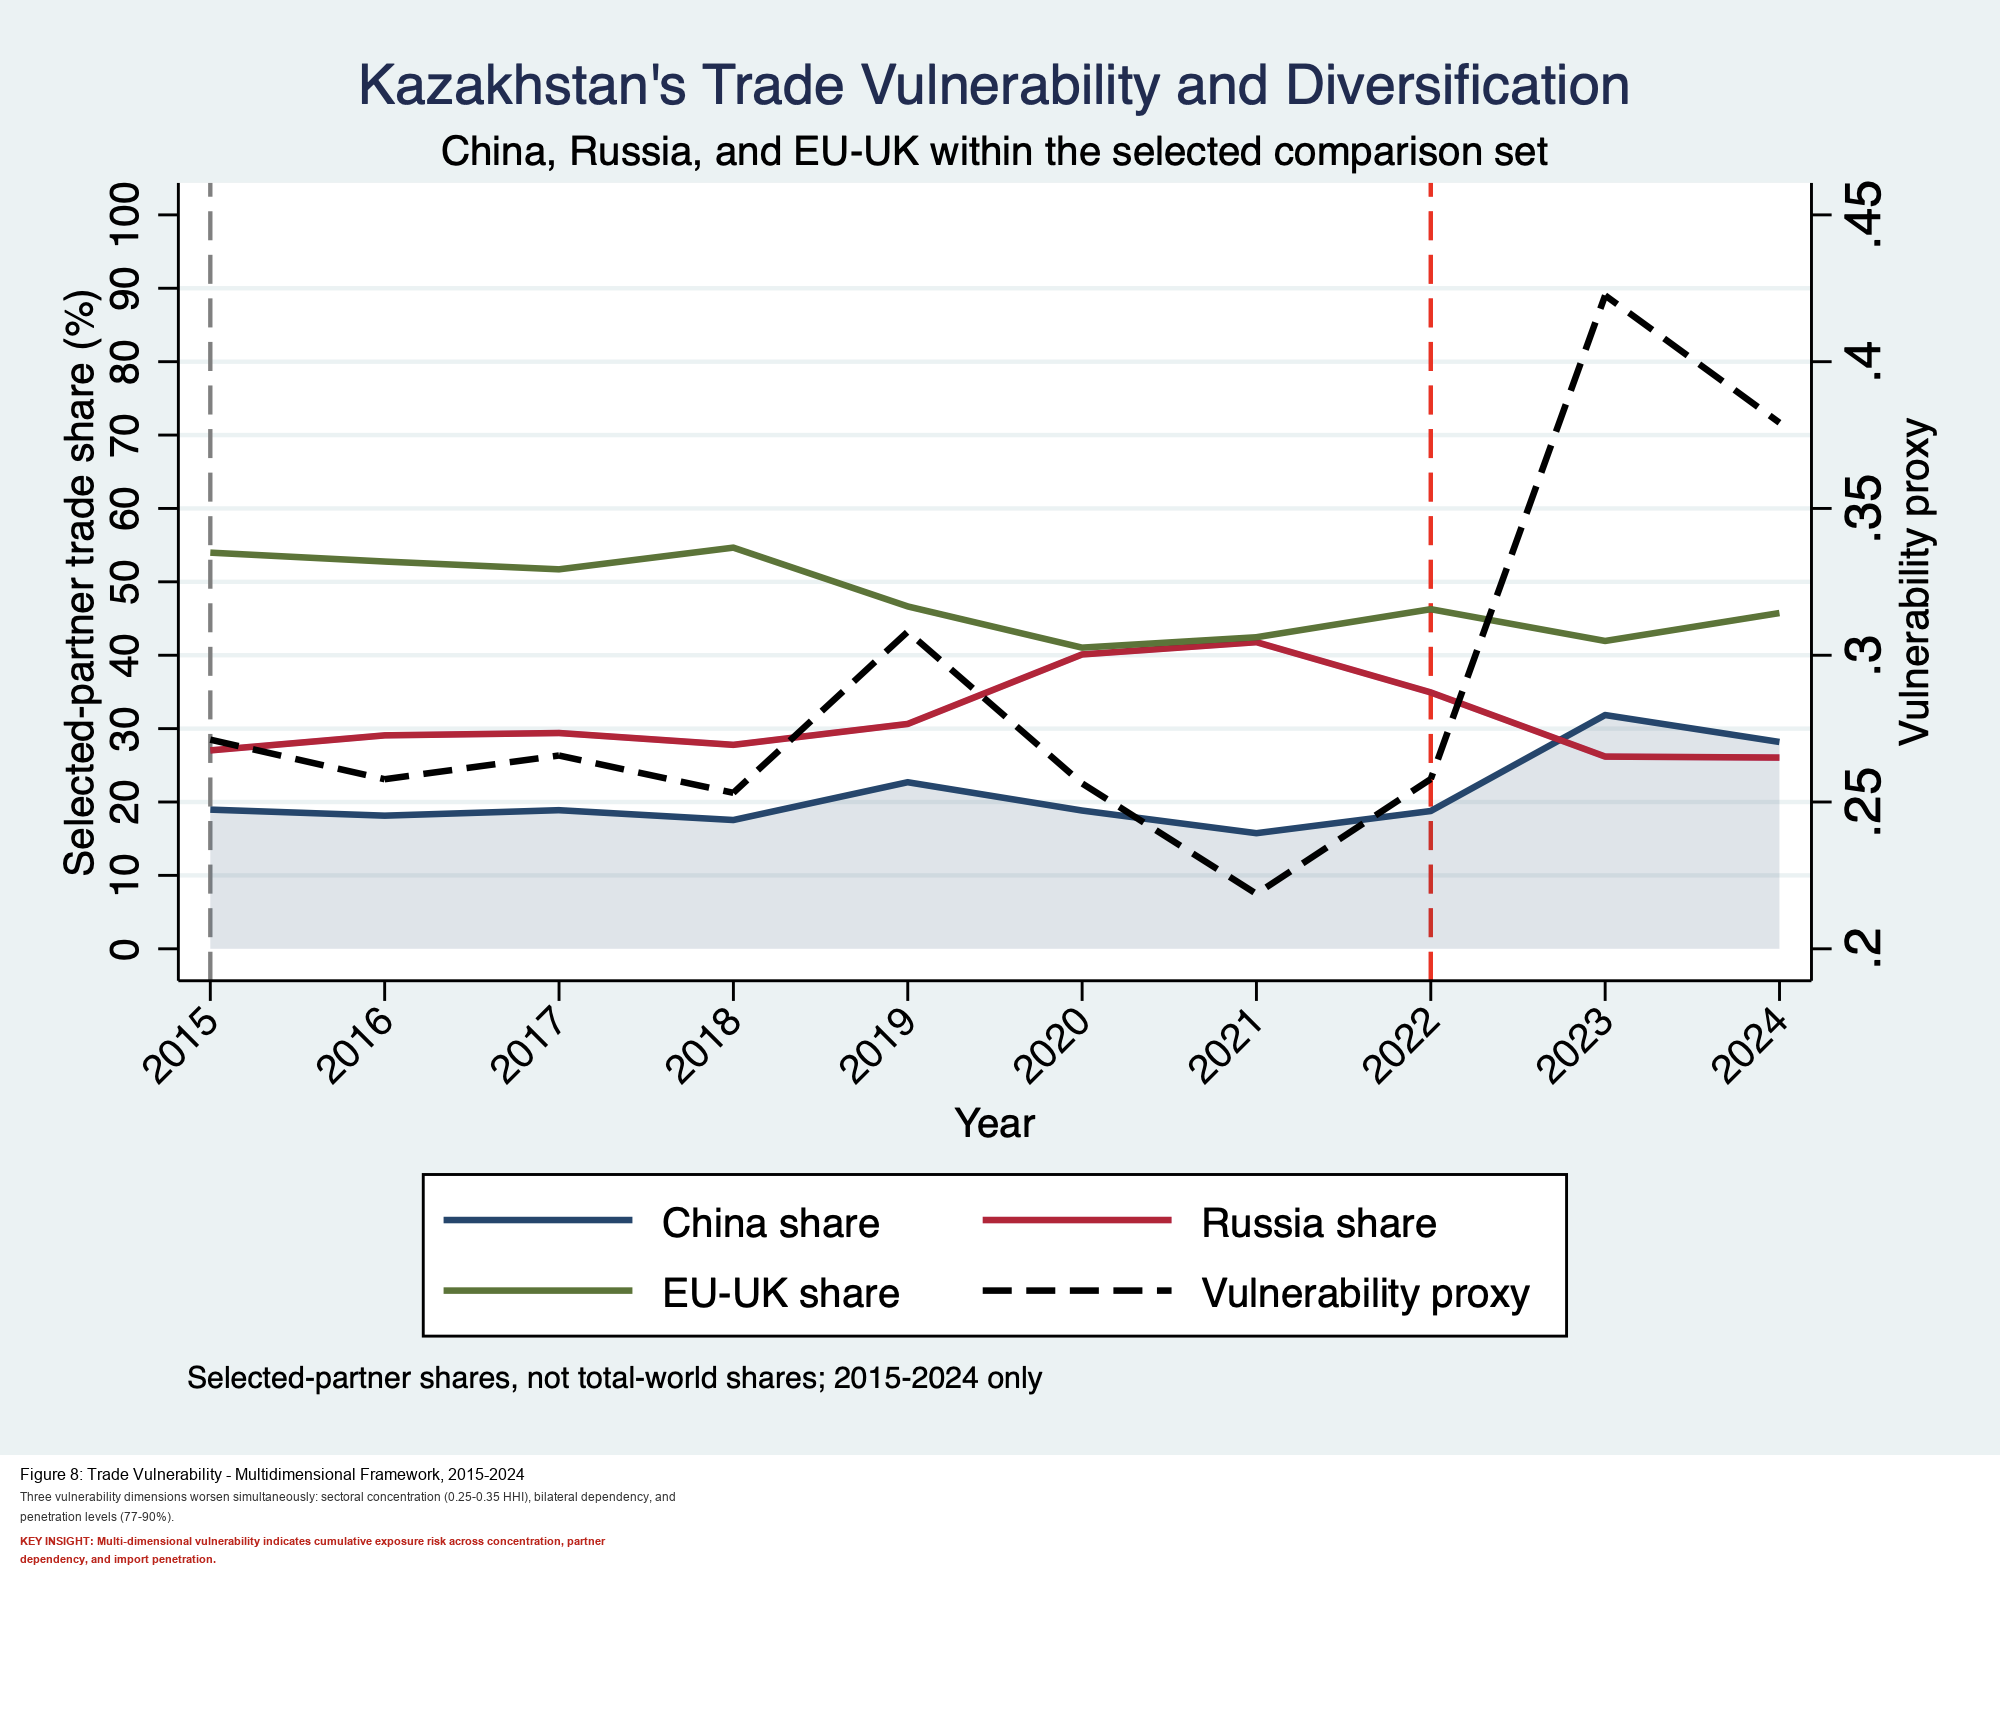 Kazakhstan's Trade Vulnerability and Diversification
China, Russia, and EU-UK within the selected comparison set
Selected-partner trade share (%)
100
90
80
70
60
50
40
30
20
10
0
.45
.4
.35
.3
.25
.2
Vulnerability proxy
2015
2016
2017
2018
2019
2020
2021
2022
2023
2024
Year
China share
Russia share
EU-UK share
Vulnerability proxy
Selected-partner shares, not total-world shares; 2015-2024 only
Figure 8: Trade Vulnerability - Multidimensional Framework, 2015-2024
Three vulnerability dimensions worsen simultaneously: sectoral concentration (0.25-0.35 HHI), bilateral dependency, and
penetration levels (77-90%).
KEY INSIGHT: Multi-dimensional vulnerability indicates cumulative exposure risk across concentration, partner
dependency, and import penetration.